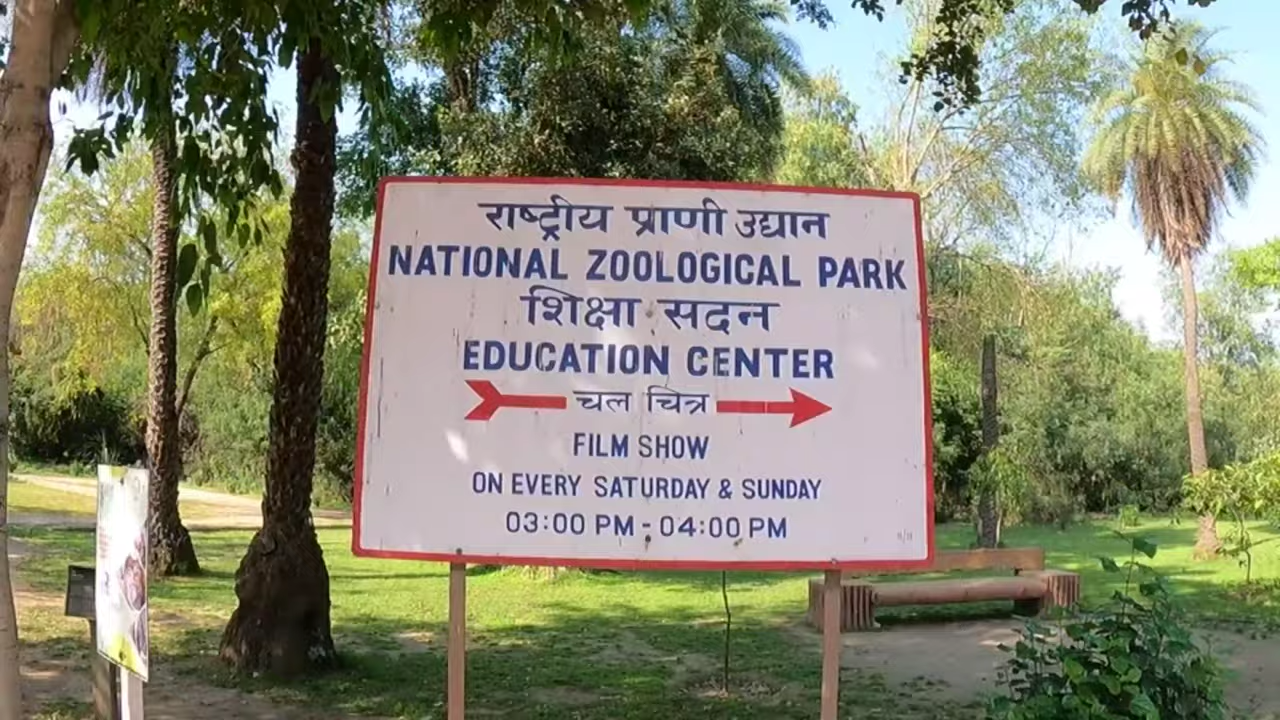 राष्ट्रीय प्राणी उद्यान
NATIONAL ZOOLOGICAL PARK
शिक्षा सदन
EDUCATION CENTER
चल चित्र
FILM SHOW
ON EVERY SATURDAY & SUNDAY
03:00 PM - 04:00 PM